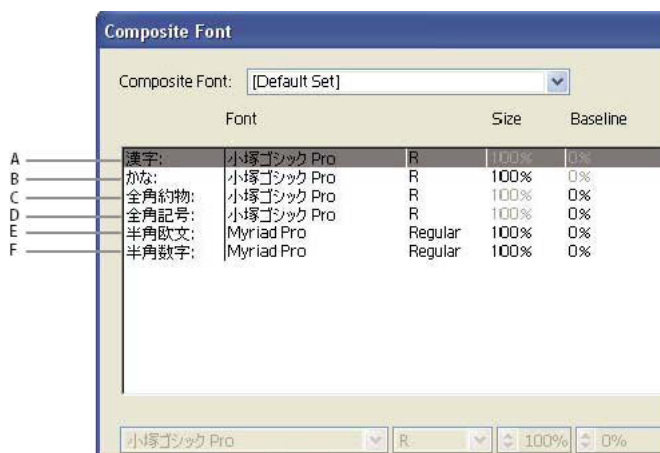 Composite Font
Composite Font: [Default Set]
Font Size Baseline
A 漢字: 小塚ゴシック Pro R 100% 0%
B かな: 小塚ゴシック Pro R 100% 0%
C 全角約物: 小塚ゴシック Pro R 100% 0%
D 全角記号: 小塚ゴシック Pro R 100% 0%
E 半角欧文: Myriad Pro Regular 100% 0%
F 半角数字: Myriad Pro Regular 100% 0%
小塚ゴシック Pro R 100% 0%